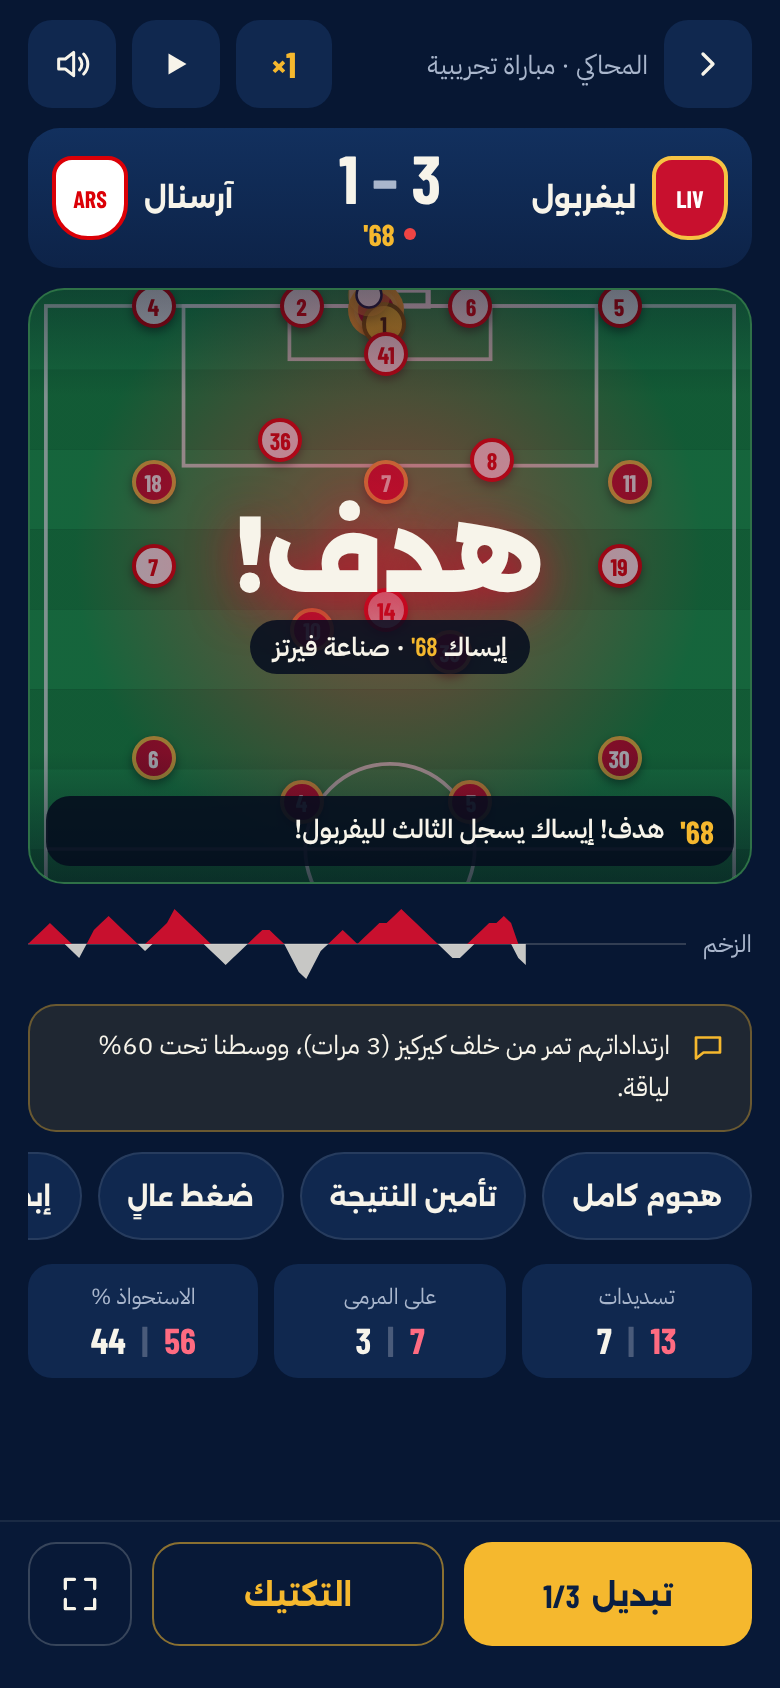 المحاكي · مباراة تجريبية
×1
LIV
ليفربول
3 – 1
آرسنال
ARS
68'
4
2
6
5
1
41
36
8
18
7
11
هدف!
7
19
14
إيساك 68' · صناعة فيرتز
6
30
4
5
68' هدف! إيساك يسجل الثالث لليفربول!
الزخم
ارتداداتهم تمر من خلف كيركيز (3 مرات)، ووسطنا تحت 60%
لياقة.
هجوم كامل
تأمين النتيجة
ضغط عالٍ
تسديدات
13 | 7
على المرمى
7 | 3
الاستحواذ %
56 | 44
تبديل 1/3
التكتيك